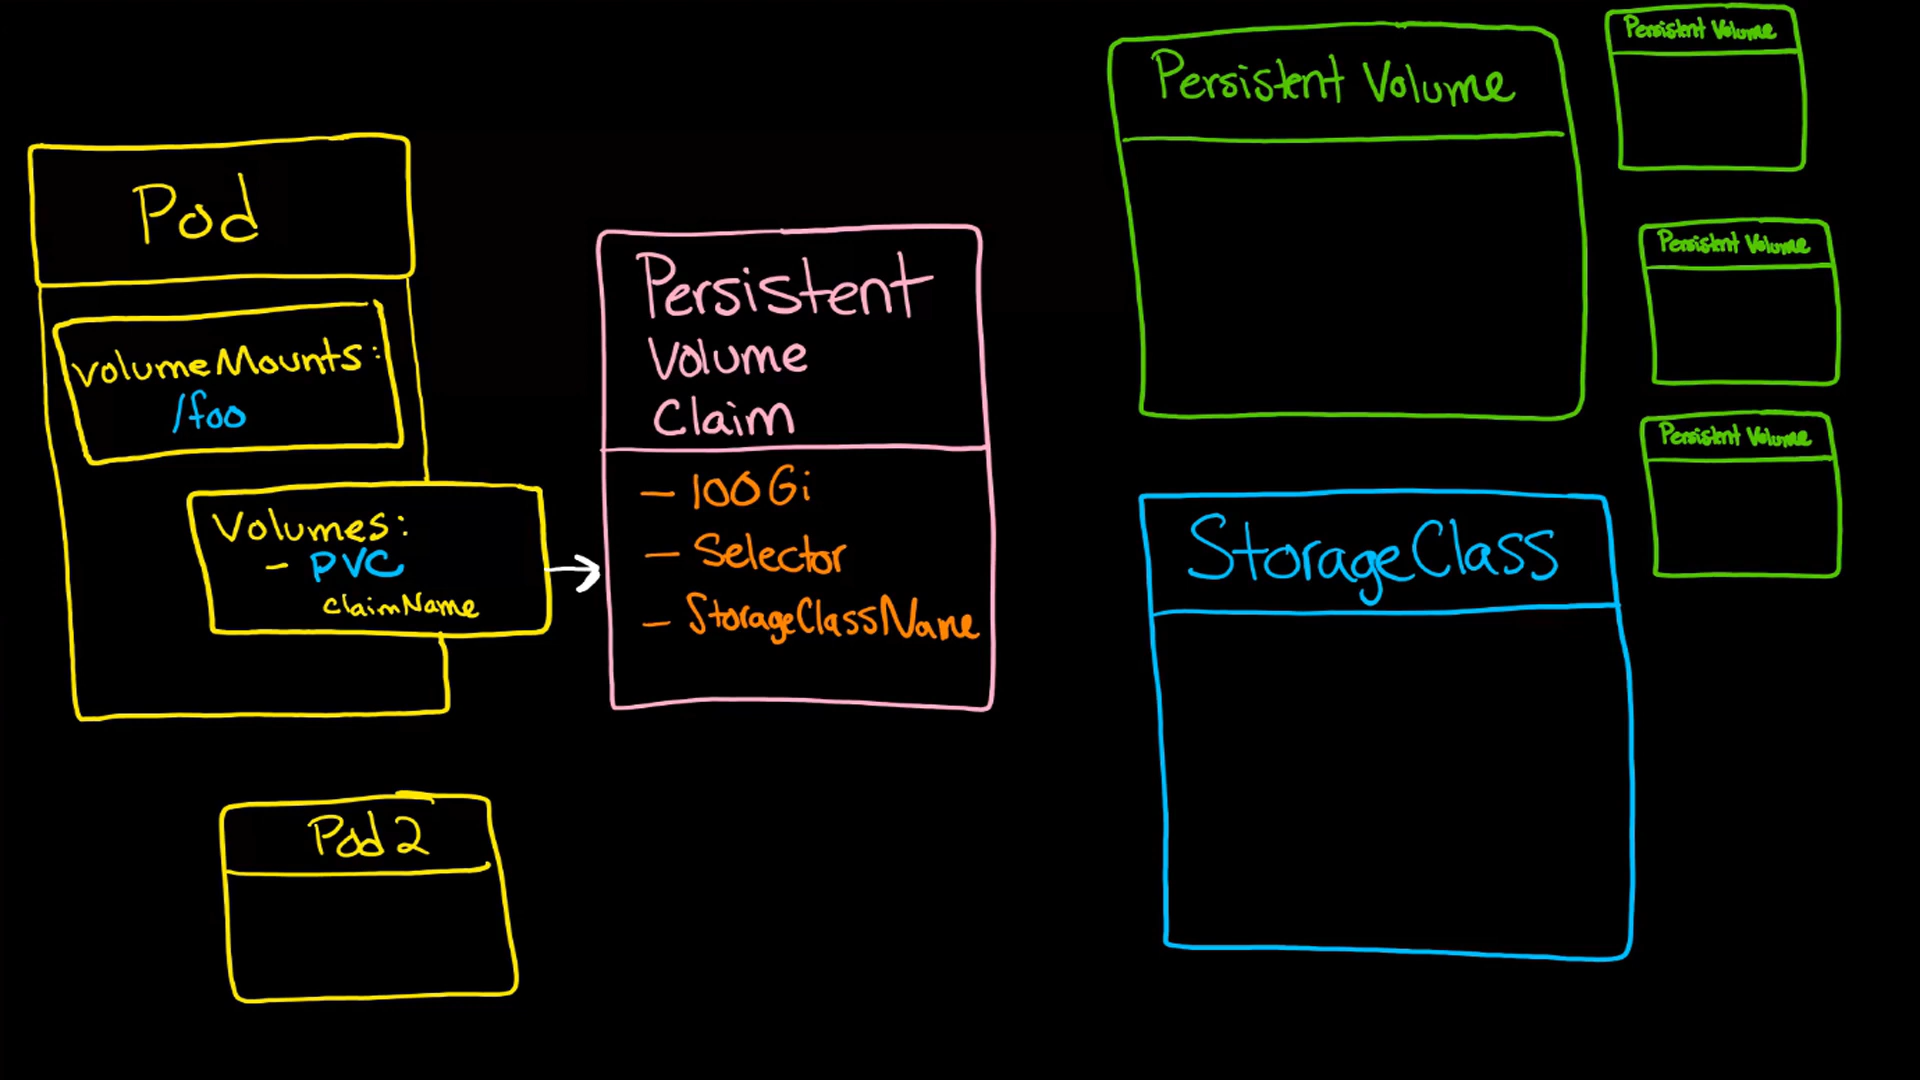 Pod
volumeMounts:
/foo
Volumes:
- PVC
claimName
Pod 2
Persistent
Volume
Claim
- 100Gi
- Selector
- StorageClassName
Persistent Volume
StorageClass
Persistent Volume
Persistent Volume
Persistent Volume